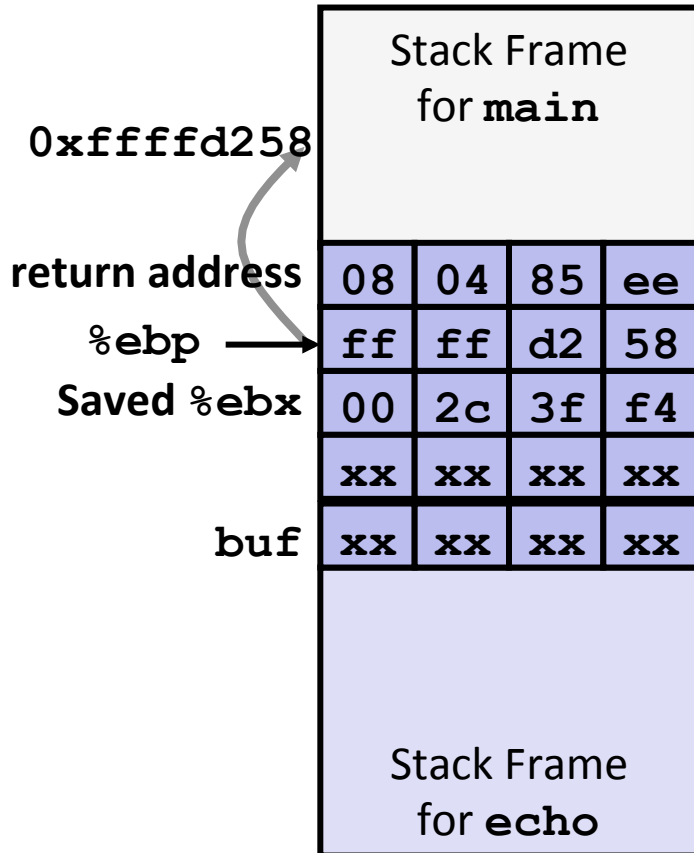 Stack Frame
for main
0xffffd258
return address 08 04 85 ee
%ebp ff ff d2 58
Saved %ebx 00 2c 3f f4
xx xx xx xx
buf xx xx xx xx
Stack Frame
for echo